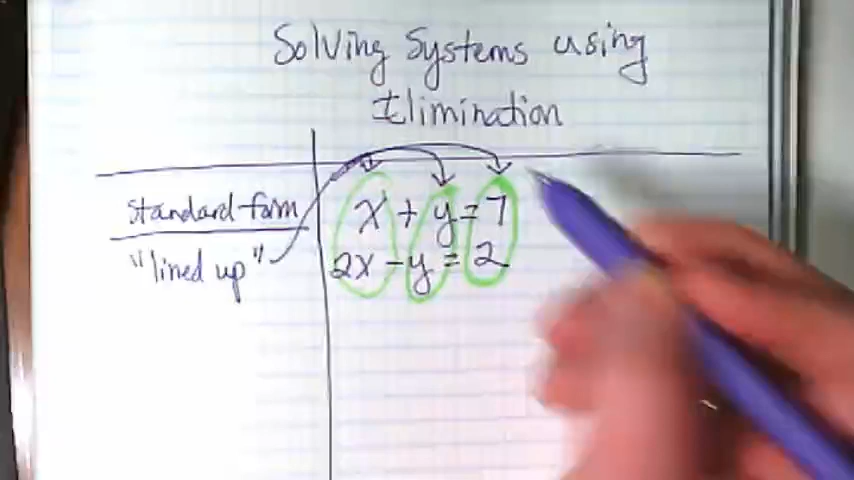 Solving Systems using
Elimination
Standard form
"lined up"
x + y = 7
2x - y = 2